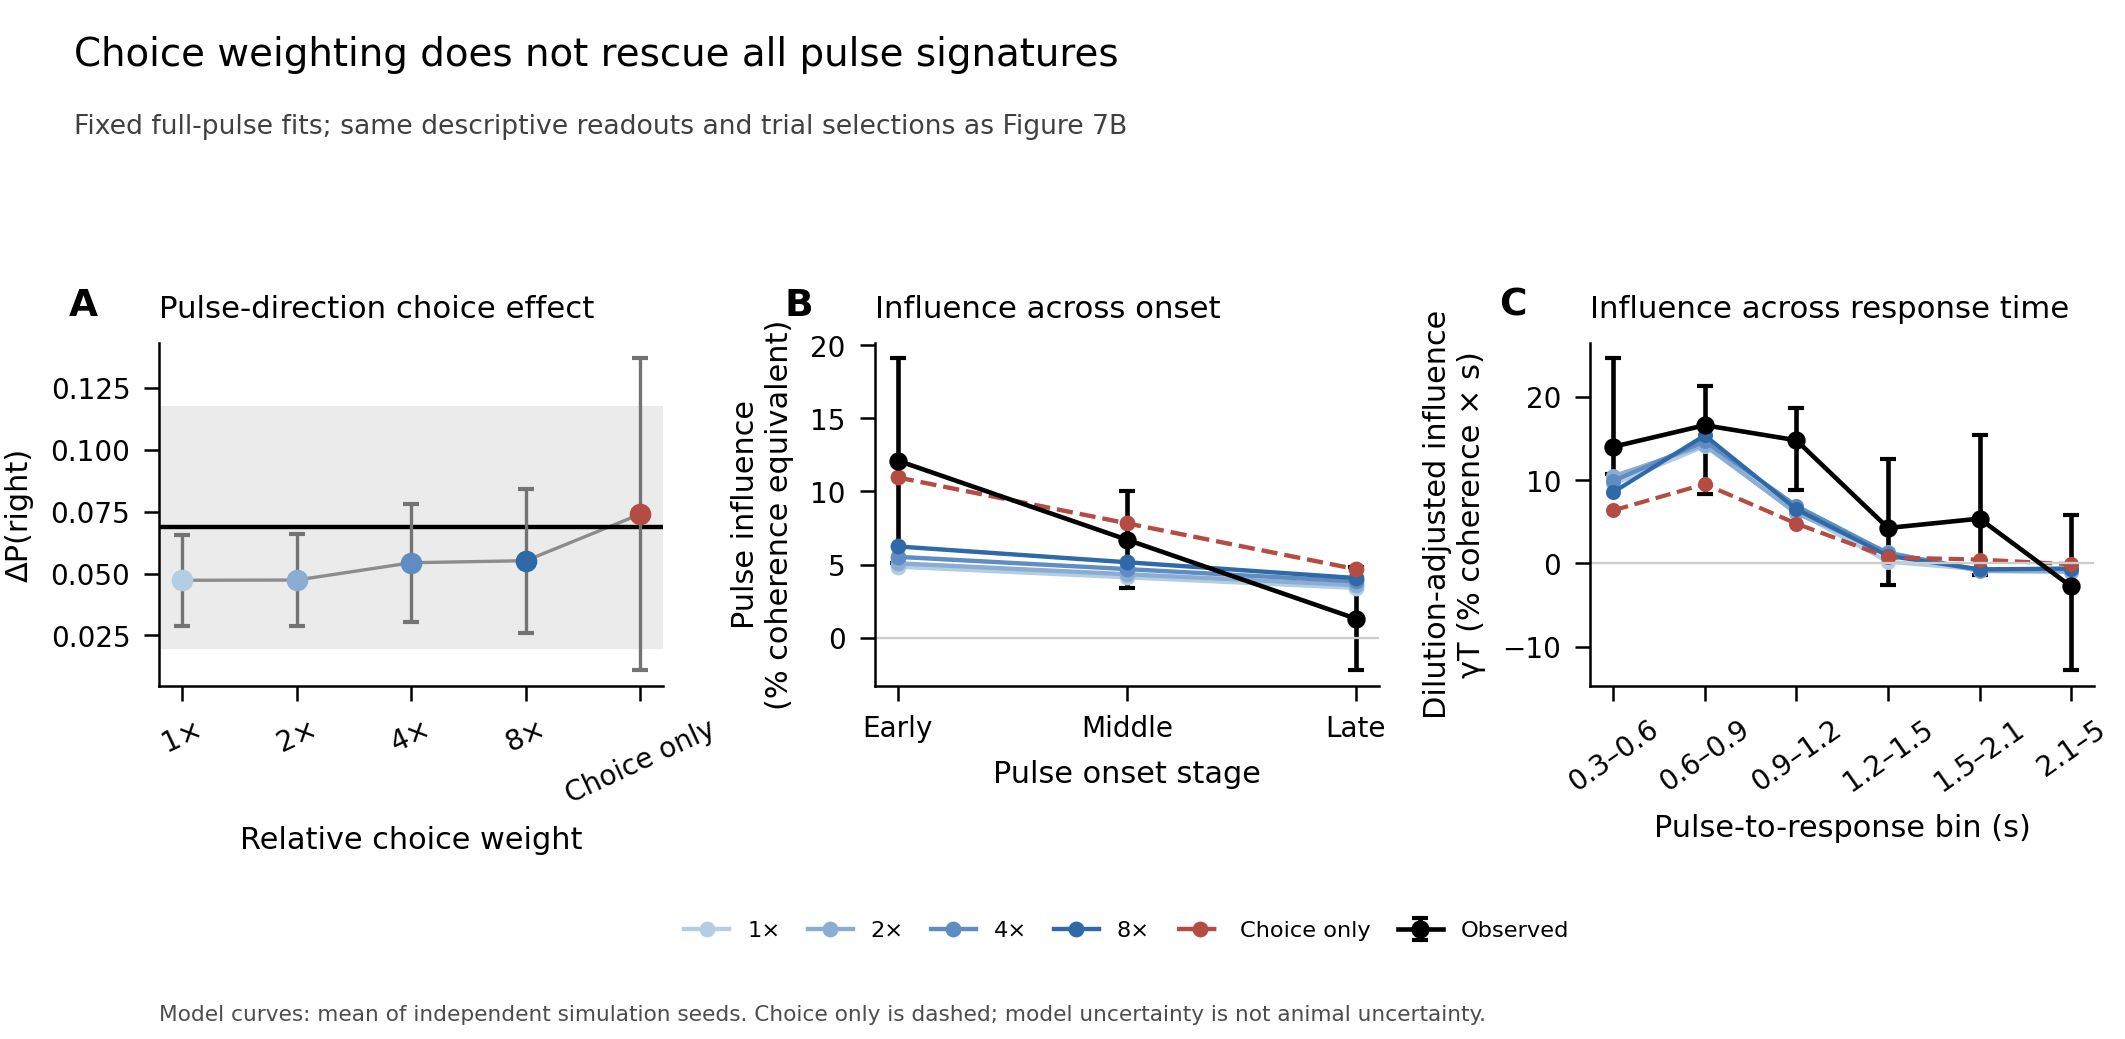 Choice weighting does not rescue all pulse signatures
Fixed full-pulse fits; same descriptive readouts and trial selections as Figure 7B
A
Pulse-direction choice effect
ΔP(right)
0.125
0.100
0.075
0.050
0.025
1×
2×
4×
8×
Choice only
Relative choice weight
B
Influence across onset
Pulse influence
(% coherence equivalent)
20
15
10
5
0
Early
Middle
Late
Pulse onset stage
C
Influence across response time
Dilution-adjusted influence
γT (% coherence × s)
20
10
0
−10
0.3–0.6
0.6–0.9
0.9–1.2
1.2–1.5
1.5–2.1
2.1–5
Pulse-to-response bin (s)
1×
2×
4×
8×
Choice only
Observed
Model curves: mean of independent simulation seeds. Choice only is dashed; model uncertainty is not animal uncertainty.